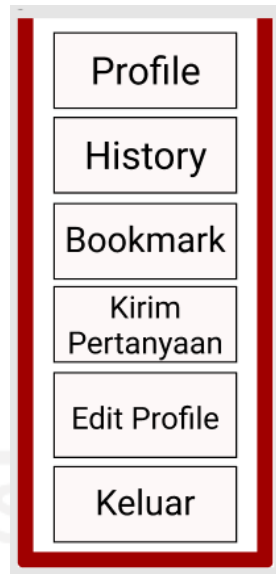 Profile
History
Bookmark
Kirim
Pertanyaan
Edit Profile
Keluar